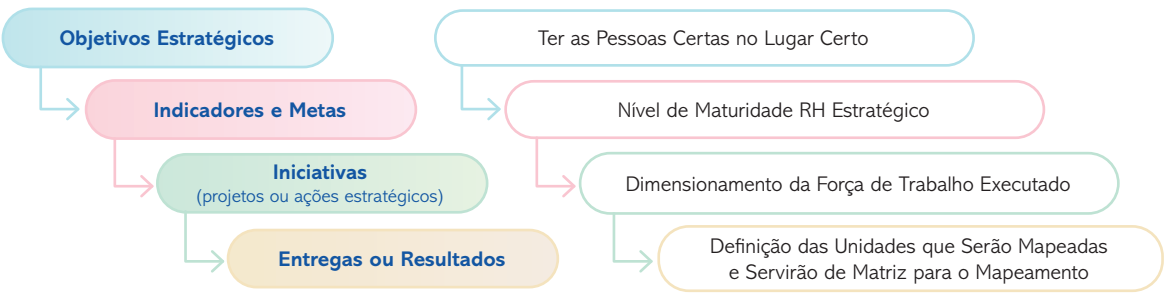 Objetivos Estratégicos
Indicadores e Metas
Iniciativas
(projetos ou ações estratégicos)
Entregas ou Resultados
Ter as Pessoas Certas no Lugar Certo
Nível de Maturidade RH Estratégico
Dimensionamento da Força de Trabalho Executado
Definição das Unidades que Serão Mapeadas
e Servirão de Matriz para o Mapeamento